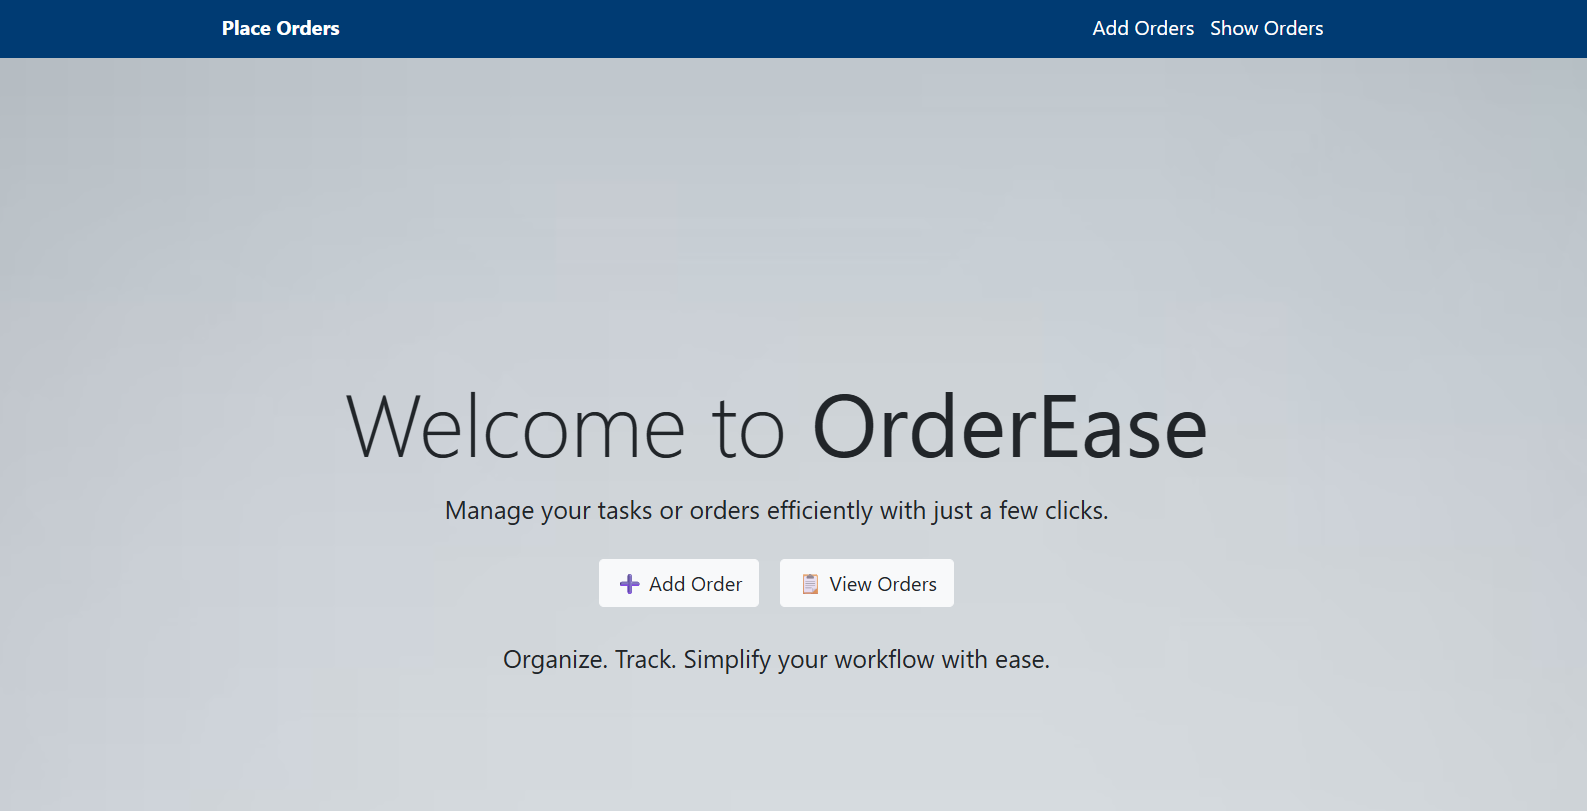 Place Orders
Add Orders Show Orders
Welcome to OrderEase
Manage your tasks or orders efficiently with just a few clicks.
Add Order
View Orders
Organize. Track. Simplify your workflow with ease.